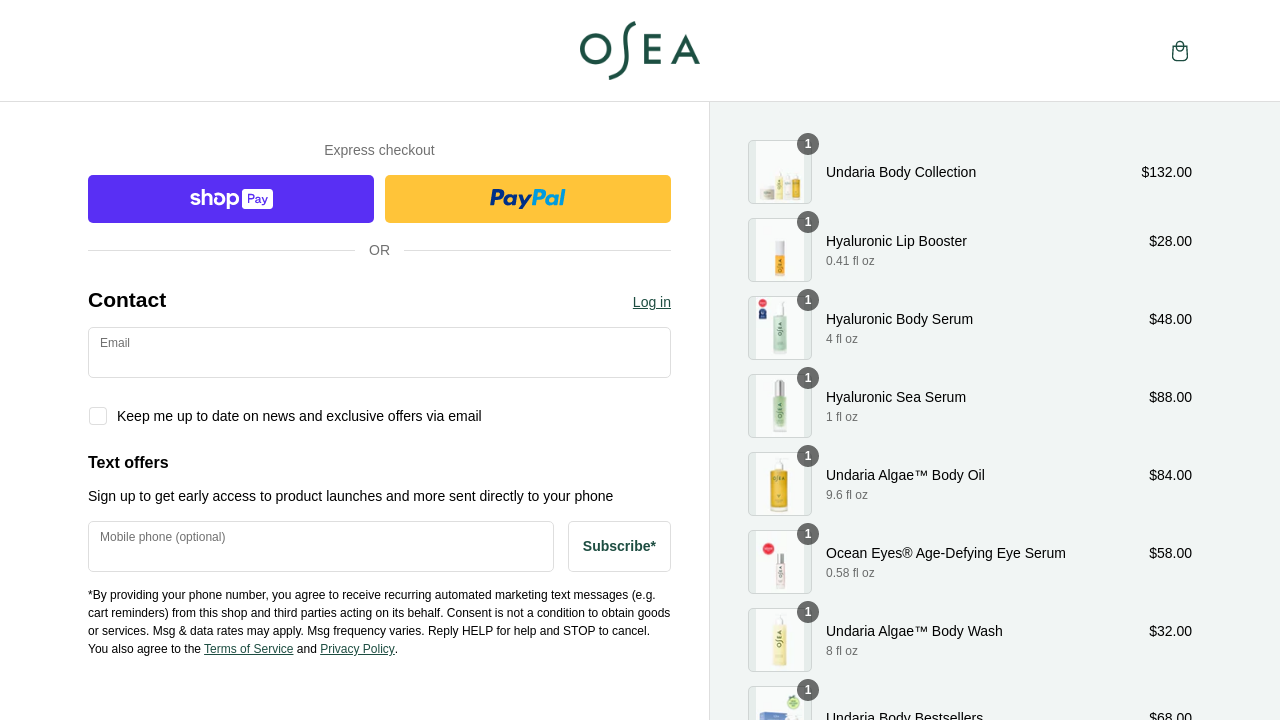 OSEA
Express checkout
shop Pay
PayPal
OR
Contact
Log in
Email
Keep me up to date on news and exclusive offers via email
Text offers
Sign up to get early access to product launches and more sent directly to your phone
Mobile phone (optional)
Subscribe*
*By providing your phone number, you agree to receive recurring automated marketing text messages (e.g.
cart reminders) from this shop and third parties acting on its behalf. Consent is not a condition to obtain goods
or services. Msg & data rates may apply. Msg frequency varies. Reply HELP for help and STOP to cancel.
You also agree to the Terms of Service and Privacy Policy.
1
Undaria Body Collection
$132.00
1
Hyaluronic Lip Booster
0.41 fl oz
$28.00
1
Hyaluronic Body Serum
4 fl oz
$48.00
1
Hyaluronic Sea Serum
1 fl oz
$88.00
1
Undaria Algae™ Body Oil
9.6 fl oz
$84.00
1
Ocean Eyes® Age-Defying Eye Serum
0.58 fl oz
$58.00
1
Undaria Algae™ Body Wash
8 fl oz
$32.00
1
Undaria Body Bestsellers
$68.00